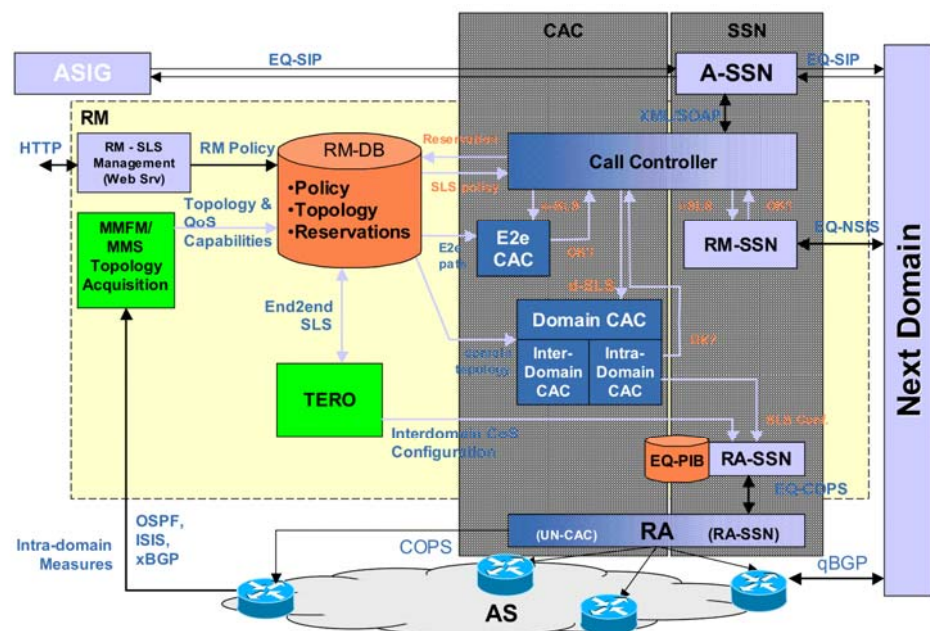 CAC
SSN
ASIG
EQ-SIP
A-SSN
EQ-SIP
XML/SOAP
RM
HTTP
RM - SLS
Management
(Web Srv)
RM Policy
RM-DB
•Policy
•Topology
•Reservations
Reservation
SLS policy
Call Controller
MMFM/
MMS
Topology
Acquisition
Topology &
QoS
Capabilities
E2e
path
E2e
CAC
OK?
OK?
RM-SSN
EQ-NSIS
Next Domain
End2end
SLS
d-SLS
Domain CAC
Inter-
Domain
CAC
Intra-
Domain
CAC
OK?
topology
TERO
Interdomain CoS
Configuration
SLS Conf.
EQ-PIB
RA-SSN
EQ-COPS
(UN-CAC)
RA
(RA-SSN)
Intra-domain
Measures
OSPF,
ISIS,
xBGP
COPS
qBGP
AS